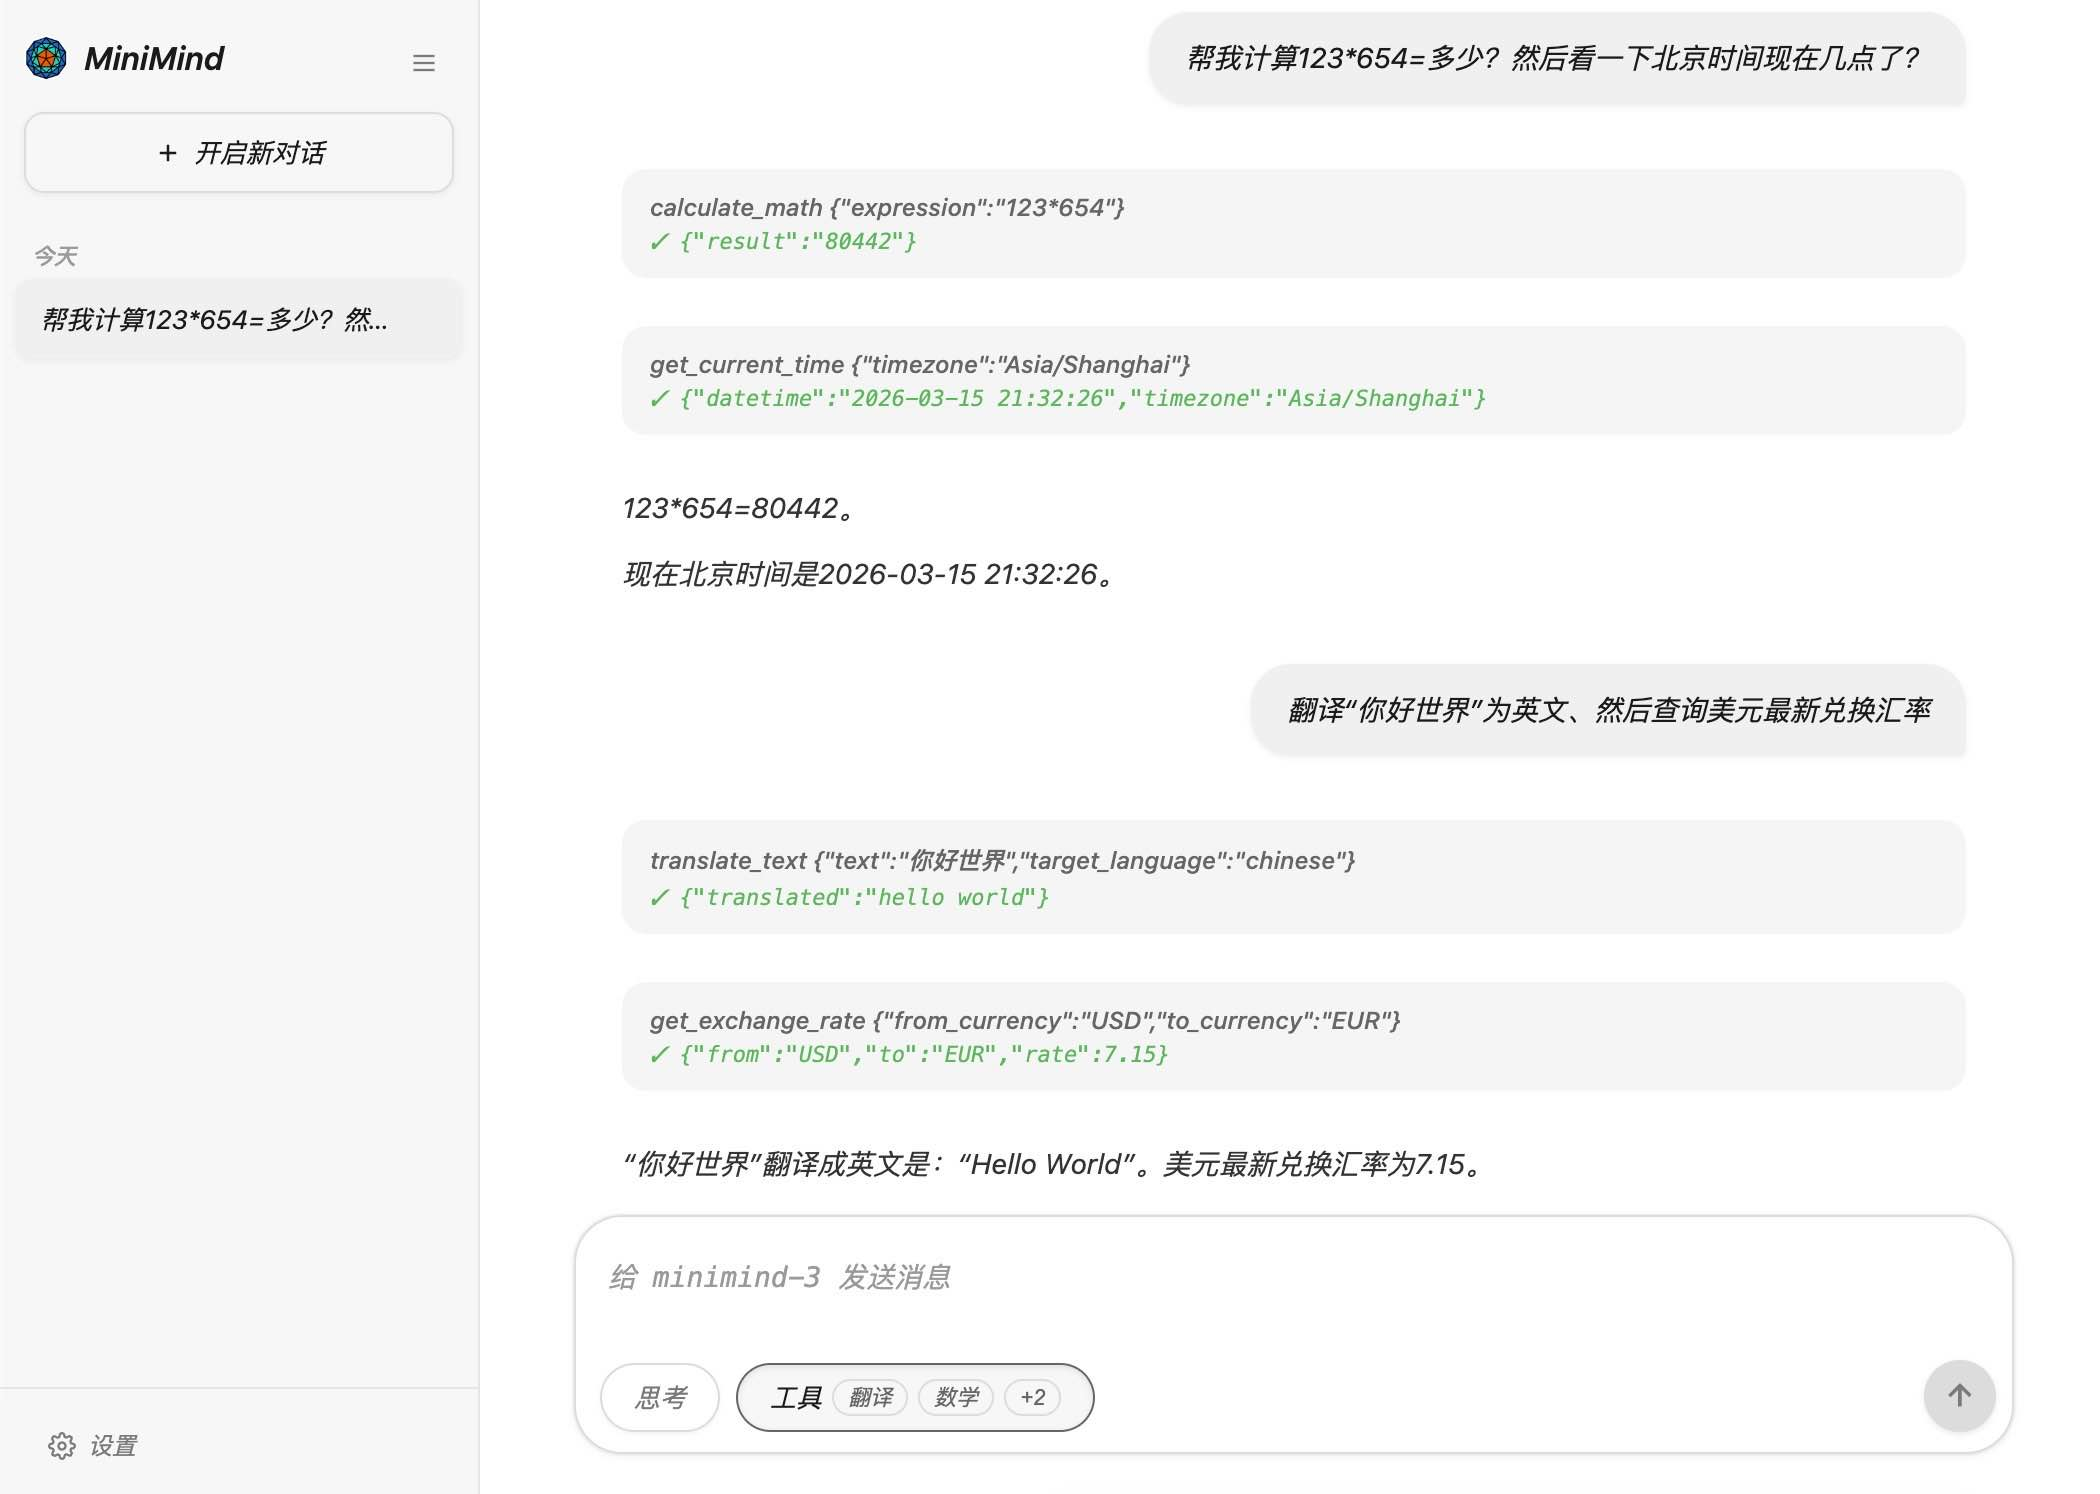 MiniMind
+ 开启新对话
今天
帮我计算123*654=多少？然...
设置
帮我计算123*654=多少？然后看一下北京时间现在几点了？
calculate_math {"expression":"123*654"}
✓ {"result":"80442"}
get_current_time {"timezone":"Asia/Shanghai"}
✓ {"datetime":"2026-03-15 21:32:26","timezone":"Asia/Shanghai"}
123*654=80442。
现在北京时间是2026-03-15 21:32:26。
翻译“你好世界”为英文、然后查询美元最新兑换汇率
translate_text {"text":"你好世界","target_language":"chinese"}
✓ {"translated":"hello world"}
get_exchange_rate {"from_currency":"USD","to_currency":"EUR"}
✓ {"from":"USD","to":"EUR","rate":7.15}
“你好世界”翻译成英文是：“Hello World”。美元最新兑换汇率为7.15。
给 minimind-3 发送消息
思考 工具 翻译 数学 +2